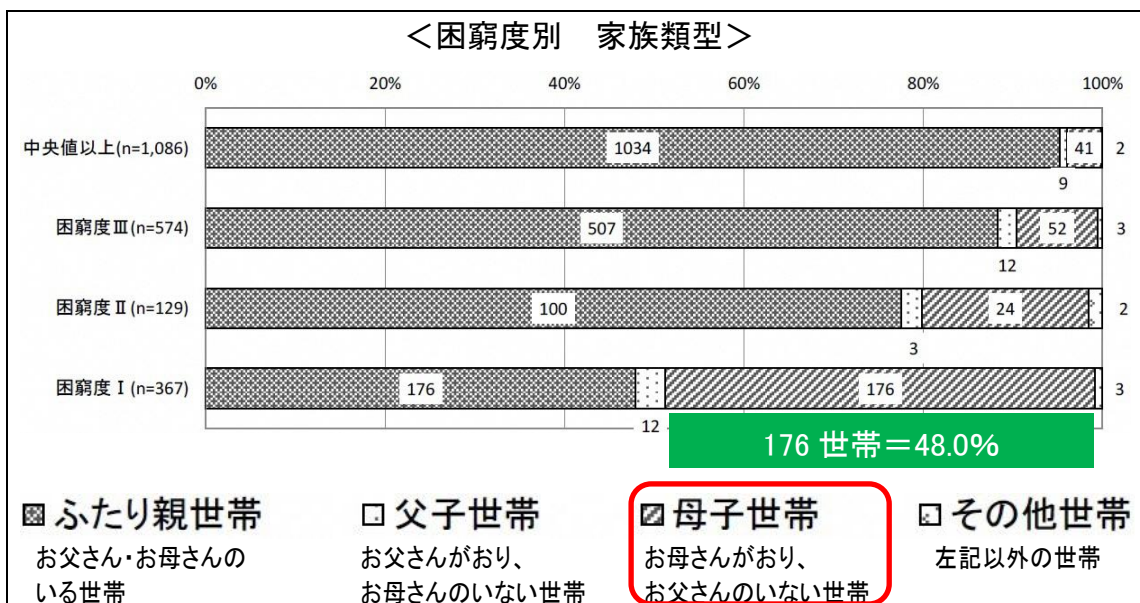 ＜困窮度別　家族類型＞
0% 20% 40% 60% 80% 100%
中央値以上(n=1,086) 1034 41 2
9
困窮度Ⅲ(n=574) 507 52 3
12
困窮度Ⅱ(n=129) 100 24 2
3
困窮度Ⅰ(n=367) 176 176 3
12
176 世帯＝48.0%
ふたり親世帯 父子世帯 母子世帯 その他世帯
お父さん・お母さんの お父さんがおり、 お母さんがおり、 左記以外の世帯
いる世帯 お母さんのいない世帯 お父さんのいない世帯